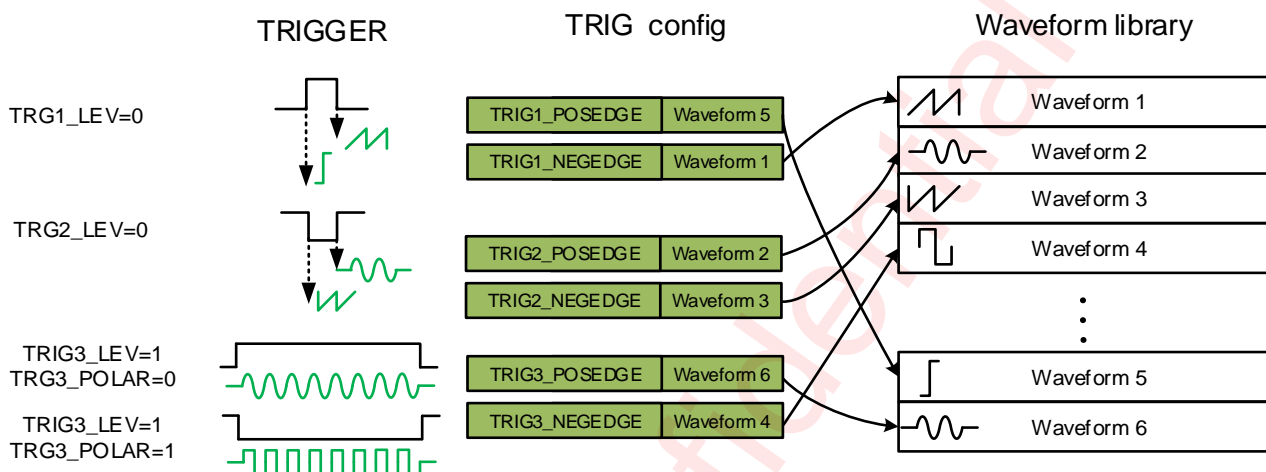 TRIGGER
TRIG config
Waveform library
TRG1_LEV=0
TRG2_LEV=0
TRIG3_LEV=1
TRG3_POLAR=0
TRIG3_LEV=1
TRG3_POLAR=1
TRIG1_POSEDGE Waveform 5
TRIG1_NEGEDGE Waveform 1
TRIG2_POSEDGE Waveform 2
TRIG2_NEGEDGE Waveform 3
TRIG3_POSEDGE Waveform 6
TRIG3_NEGEDGE Waveform 4
Waveform 1
Waveform 2
Waveform 3
Waveform 4
Waveform 5
Waveform 6
fidential